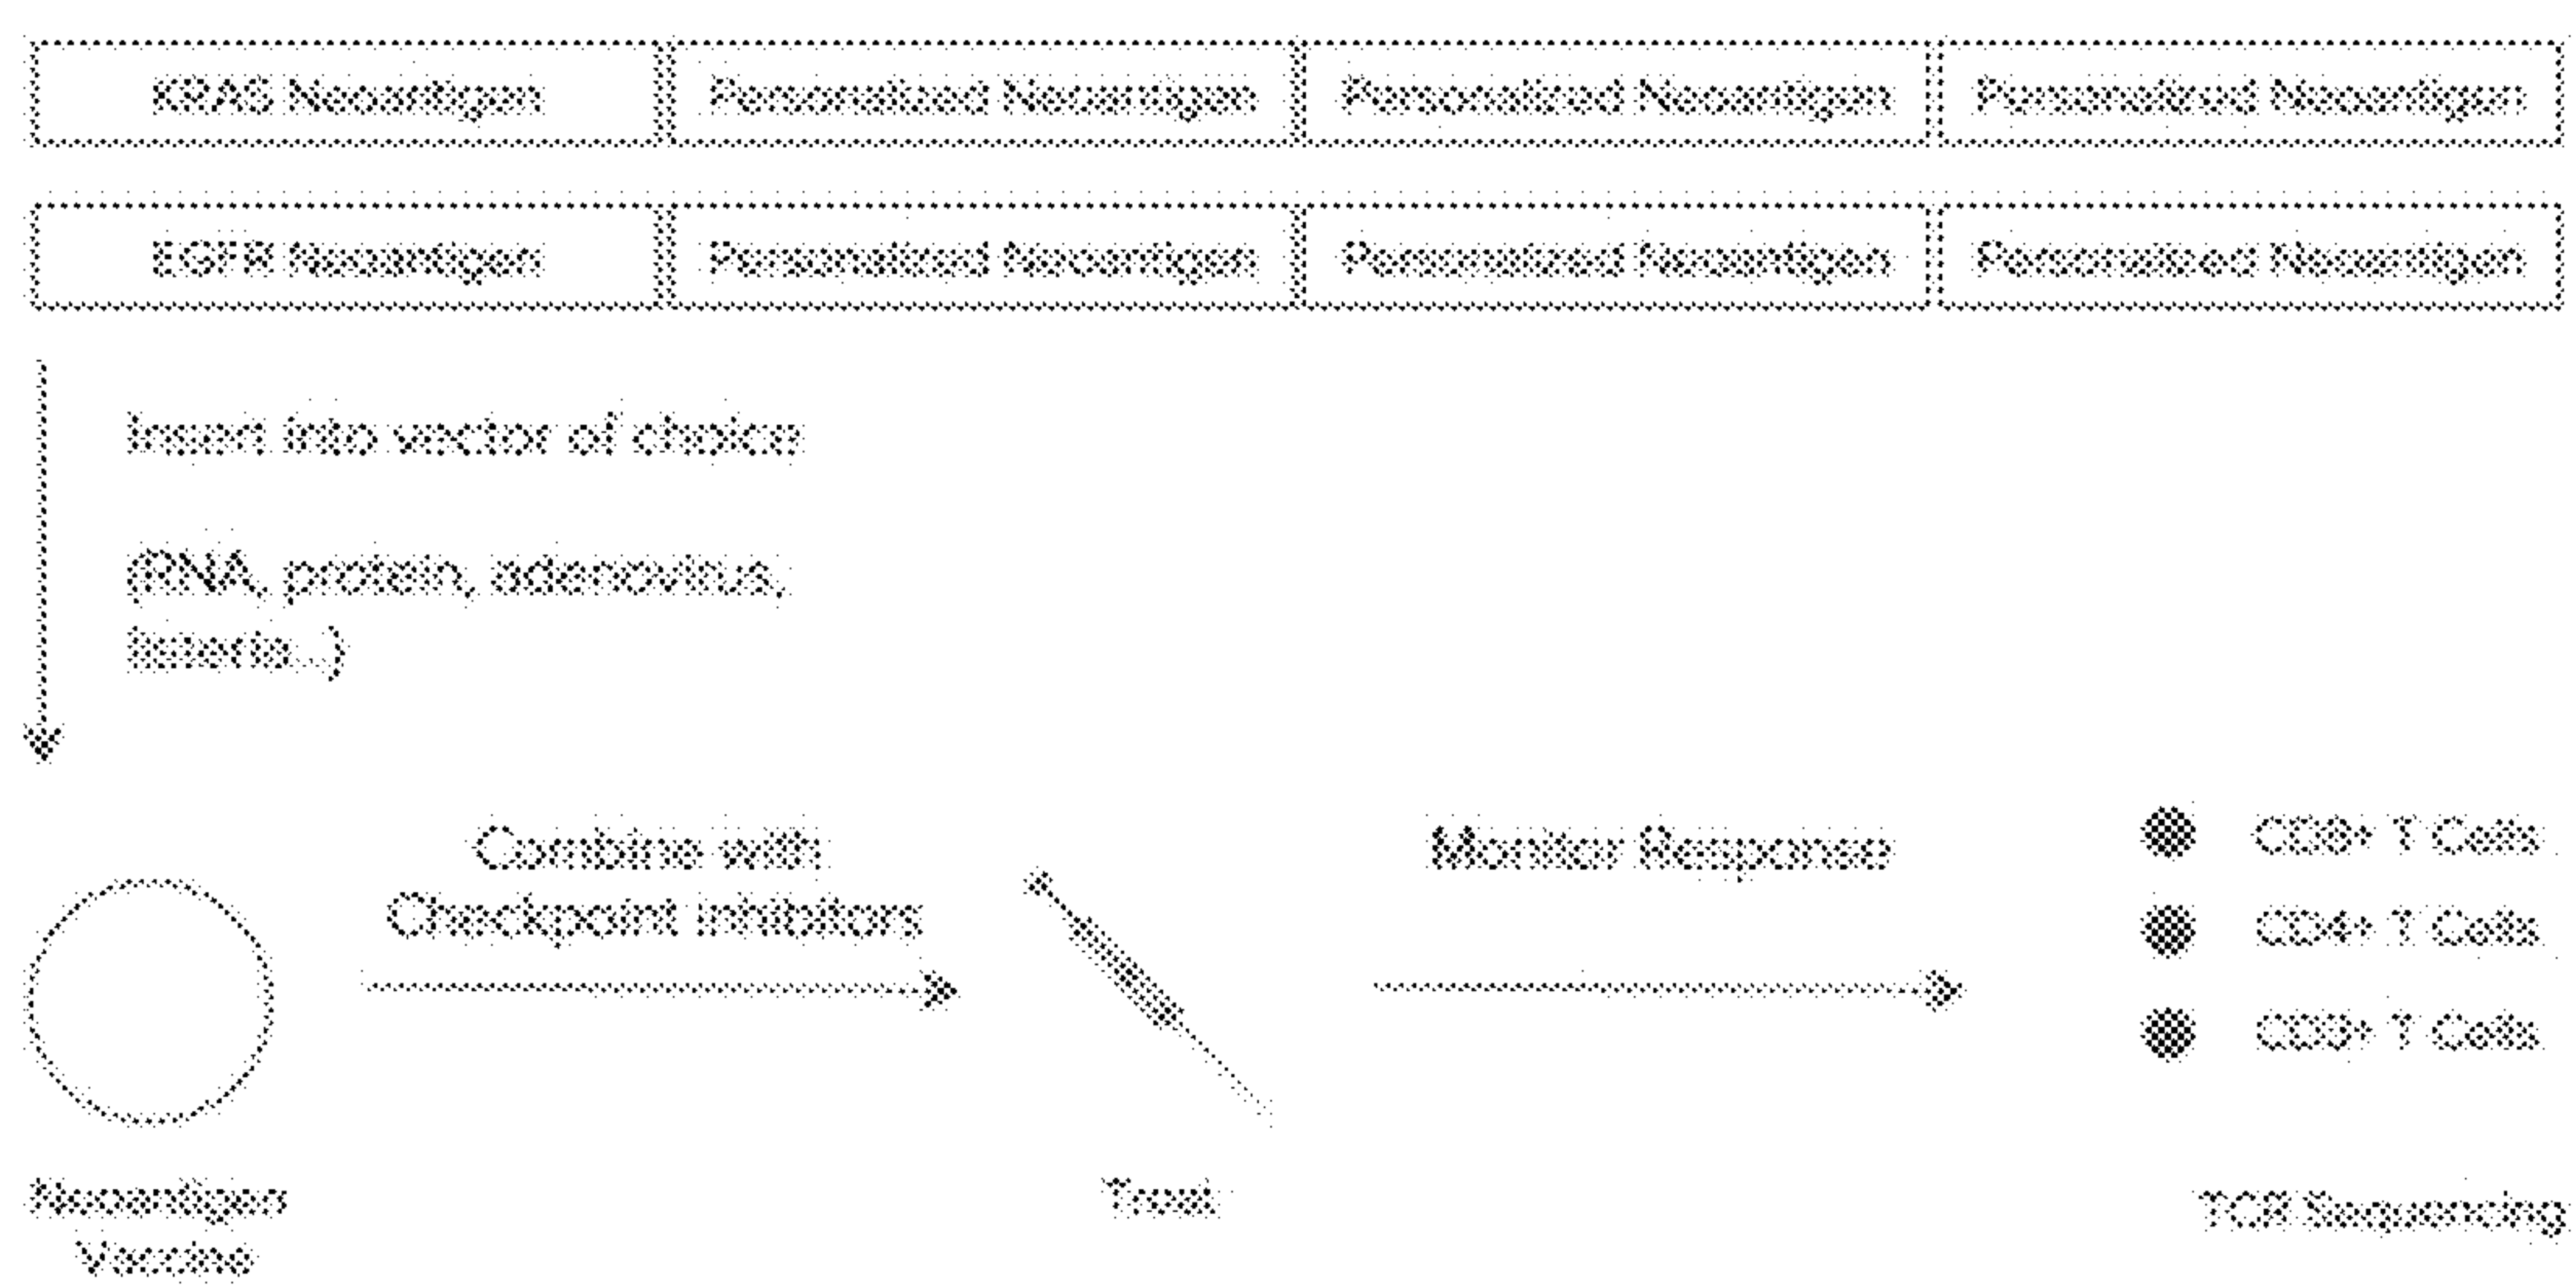 KRAS Neoantigen Personalized Neoantigen Personalized Neoantigen Personalized Neoantigen
EGFR Neoantigen Personalized Neoantigen Personalized Neoantigen Personalized Neoantigen
Insert into vector of choice
(RNA, protein, adenovirus,
listeria...)
Combine with
Checkpoint Inhibitors
Monitor Response
CD8+ T Cells
CD4+ T Cells
CD3+ T Cells
Neoantigen
Vaccine
Treat
TCR Sequencing